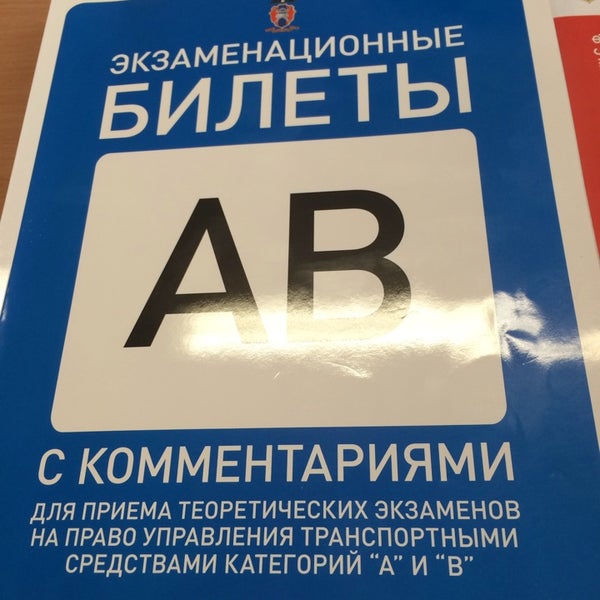 ЭКЗАМЕНАЦИОННЫЕ
БИЛЕТЫ
АВ
С КОММЕНТАРИЯМИ
ДЛЯ ПРИЕМА ТЕОРЕТИЧЕСКИХ ЭКЗАМЕНОВ
НА ПРАВО УПРАВЛЕНИЯ ТРАНСПОРТНЫМИ
СРЕДСТВАМИ КАТЕГОРИЙ “А” И “В”